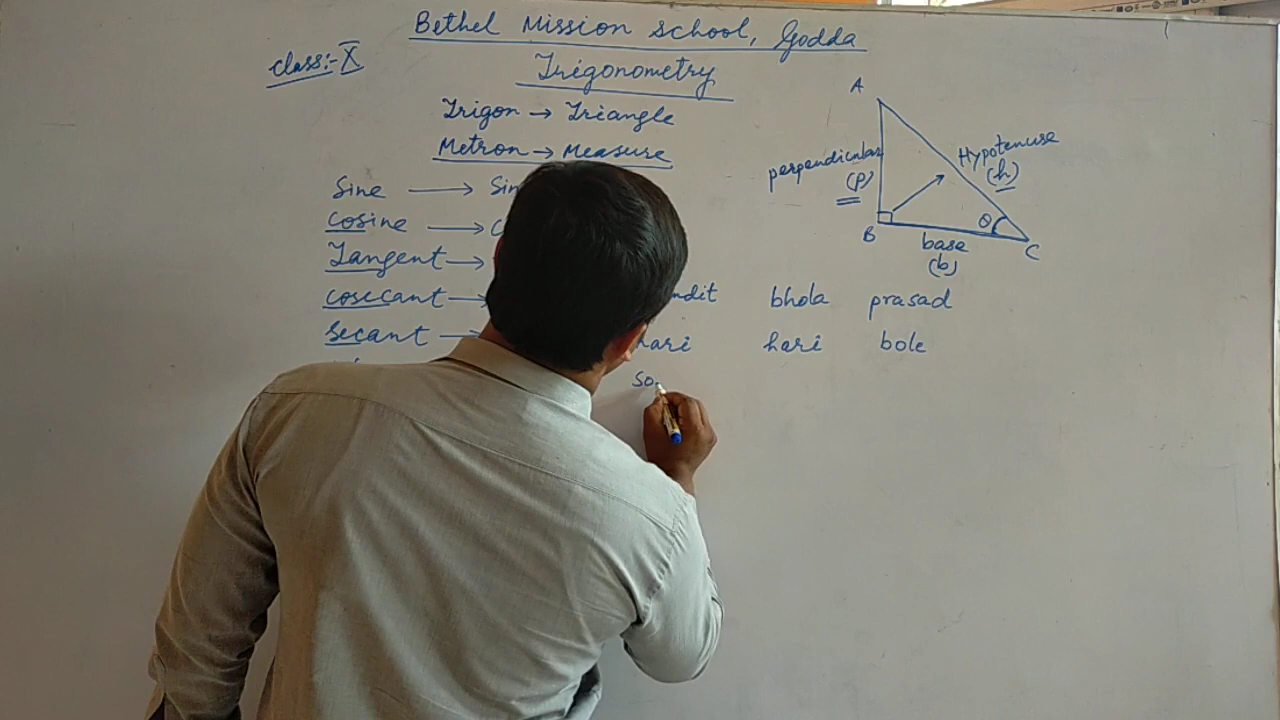 Bethel Mission School, Godda
class:- X
Trigonometry
Trigon → Triangle
Metron → Measure
Sine → Sin
cosine →
Tangent →
cosecant →
secant →
bhola prasad
hari hari bole
so
A
perpendicular
(p)
Hypotenuse
(h)
B
θ
C
base
(b)